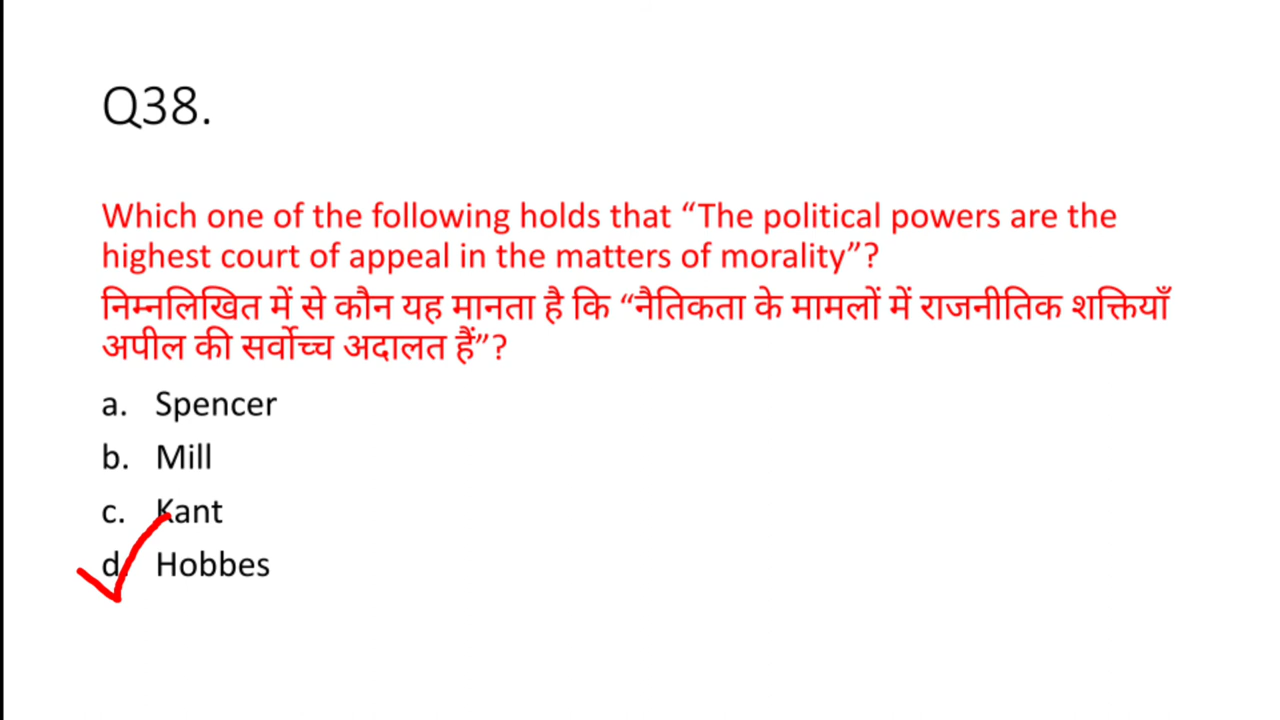 Q38.
Which one of the following holds that “The political powers are the
highest court of appeal in the matters of morality”?
निम्नलिखित में से कौन यह मानता है कि “नैतिकता के मामलों में राजनीतिक शक्तियाँ
अपील की सर्वोच्च अदालत हैं”?
a. Spencer
b. Mill
c. Kant
d. Hobbes